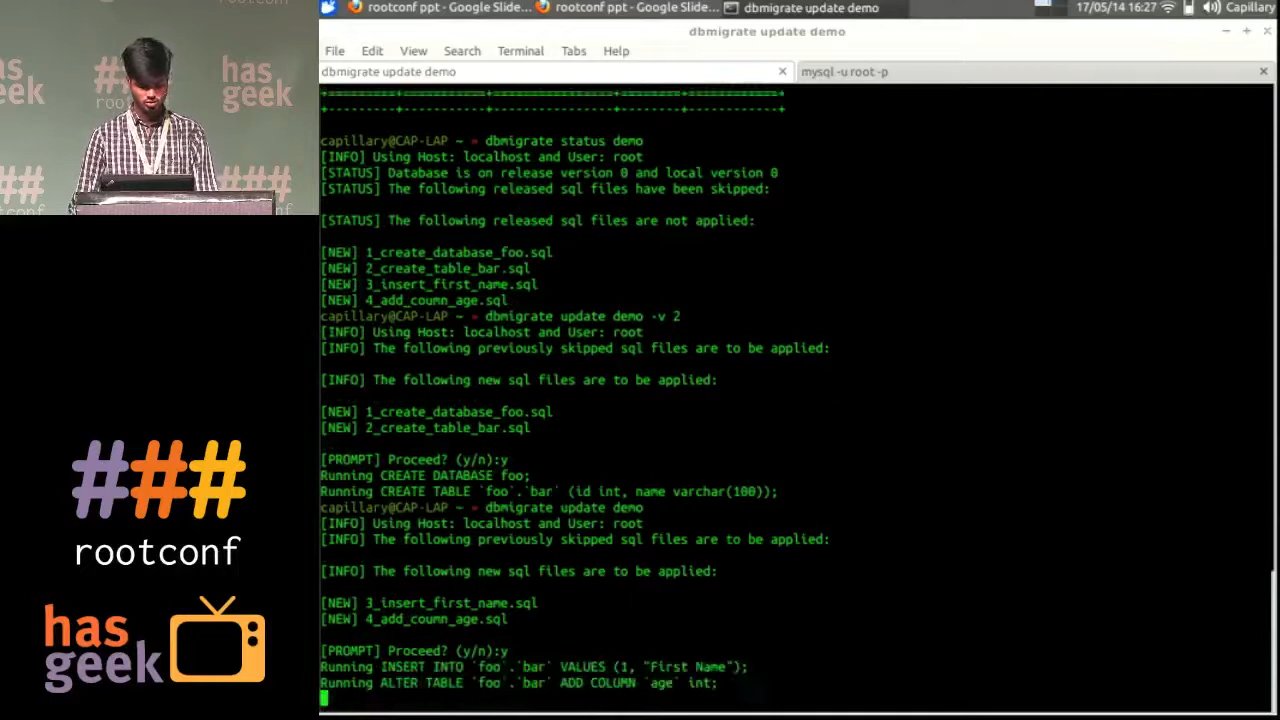 rootconf ppt - Google Slide...
rootconf ppt - Google Slide...
dbmigrate update demo
17/05/14 16:27
Capillary
dbmigrate update demo
File Edit View Search Terminal Tabs Help
dbmigrate update demo
mysql -u root -p
capillary@CAP-LAP ~ » dbmigrate status demo
[INFO] Using Host: localhost and User: root
[STATUS] Database is on release version 0 and local version 0
[STATUS] The following released sql files have been skipped:
[STATUS] The following released sql files are not applied:
[NEW] 1_create_database_foo.sql
[NEW] 2_create_table_bar.sql
[NEW] 3_insert_first_name.sql
[NEW] 4_add_coumn_age.sql
capillary@CAP-LAP ~ » dbmigrate update demo -v 2
[INFO] Using Host: localhost and User: root
[INFO] The following previously skipped sql files are to be applied:
[INFO] The following new sql files are to be applied:
[NEW] 1_create_database_foo.sql
[NEW] 2_create_table_bar.sql
[PROMPT] Proceed? (y/n):y
Running CREATE DATABASE foo;
Running CREATE TABLE `foo`.`bar` (id int, name varchar(100));
capillary@CAP-LAP ~ » dbmigrate update demo
[INFO] Using Host: localhost and User: root
[INFO] The following previously skipped sql files are to be applied:
[INFO] The following new sql files are to be applied:
[NEW] 3_insert_first_name.sql
[NEW] 4_add_coumn_age.sql
[PROMPT] Proceed? (y/n):y
Running INSERT INTO `foo`.`bar` VALUES (1, "First Name");
Running ALTER TABLE `foo`.`bar` ADD COLUMN `age` int;
###
has
geek
###
rootconf
has
geek